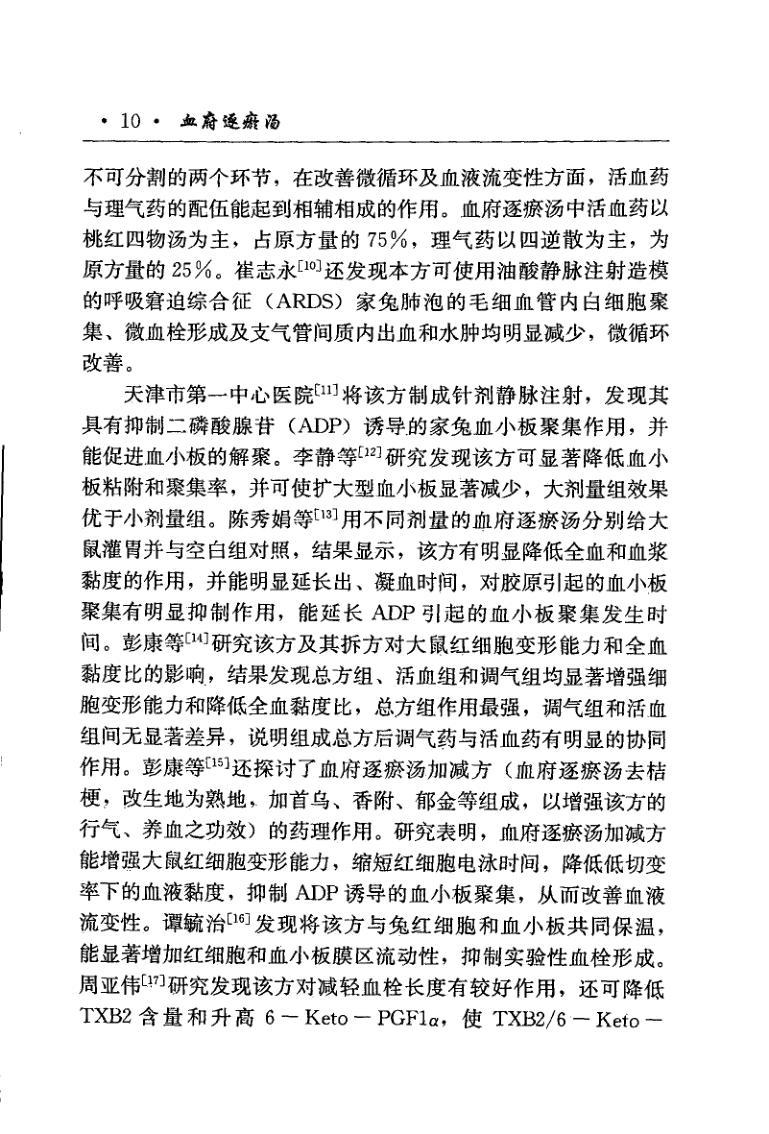 · 10 · 血府逐瘀汤
不可分割的两个环节，在改善微循环及血液流变性方面，活血药
与理气药的配伍能起到相辅相成的作用。血府逐瘀汤中活血药以
桃红四物汤为主，占原方量的 75%，理气药以四逆散为主，为
原方量的 25%。崔志永[10]还发现本方可使用油酸静脉注射造模
的呼吸窘迫综合征（ARDS）家兔肺泡的毛细血管内白细胞聚
集、微血栓形成及支气管间质内出血和水肿均明显减少，微循环
改善。
天津市第一中心医院[11]将该方制成针剂静脉注射，发现其
具有抑制二磷酸腺苷（ADP）诱导的家兔血小板聚集作用，并
能促进血小板的解聚。李静等[12]研究发现该方可显著降低血小
板粘附和聚集率，并可使扩大型血小板显著减少，大剂量组效果
优于小剂量组。陈秀娟等[13]用不同剂量的血府逐瘀汤分别给大
鼠灌胃并与空白组对照，结果显示，该方有明显降低全血和血浆
黏度的作用，并能明显延长出、凝血时间，对胶原引起的血小板
聚集有明显抑制作用，能延长 ADP 引起的血小板聚集发生时
间。彭康等[14]研究该方及其拆方对大鼠红细胞变形能力和全血
黏度比的影响，结果发现总方组、活血组和调气组均显著增强细
胞变形能力和降低全血黏度比，总方组作用最强，调气组和活血
组间无显著差异，说明组成总方后调气药与活血药有明显的协同
作用。彭康等[15]还探讨了血府逐瘀汤加减方（血府逐瘀汤去桔
梗，改生地为熟地，加首乌、香附、郁金等组成，以增强该方的
行气、养血之功效）的药理作用。研究表明，血府逐瘀汤加减方
能增强大鼠红细胞变形能力，缩短红细胞电泳时间，降低低切变
率下的血液黏度，抑制 ADP 诱导的血小板聚集，从而改善血液
流变性。谭毓治[16]发现将该方与兔红细胞和血小板共同保温，
能显著增加红细胞和血小板膜区流动性，抑制实验性血栓形成。
周亚伟[17]研究发现该方对减轻血栓长度有较好作用，还可降低
TXB2 含量和升高 6－Keto－PGF1α，使 TXB2/6－Keto－